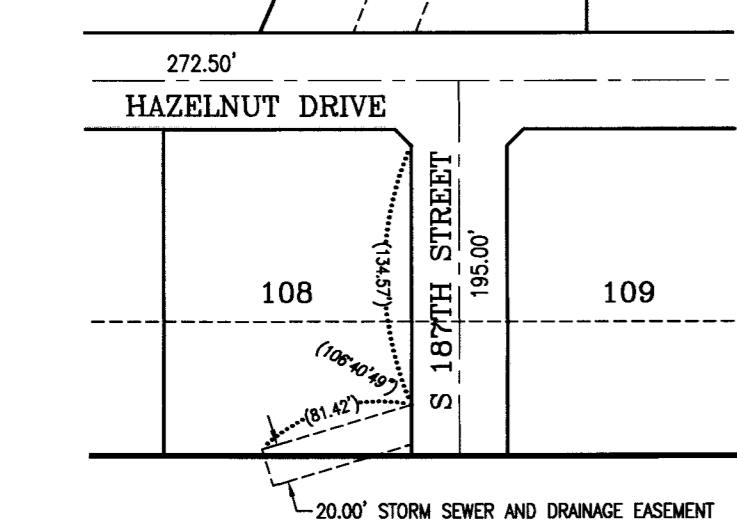 272.50'
HAZELNUT DRIVE
S 187TH STREET
195.00'
(134.57')
108
109
(106°40'49")
(81.42')
20.00' STORM SEWER AND DRAINAGE EASEMENT